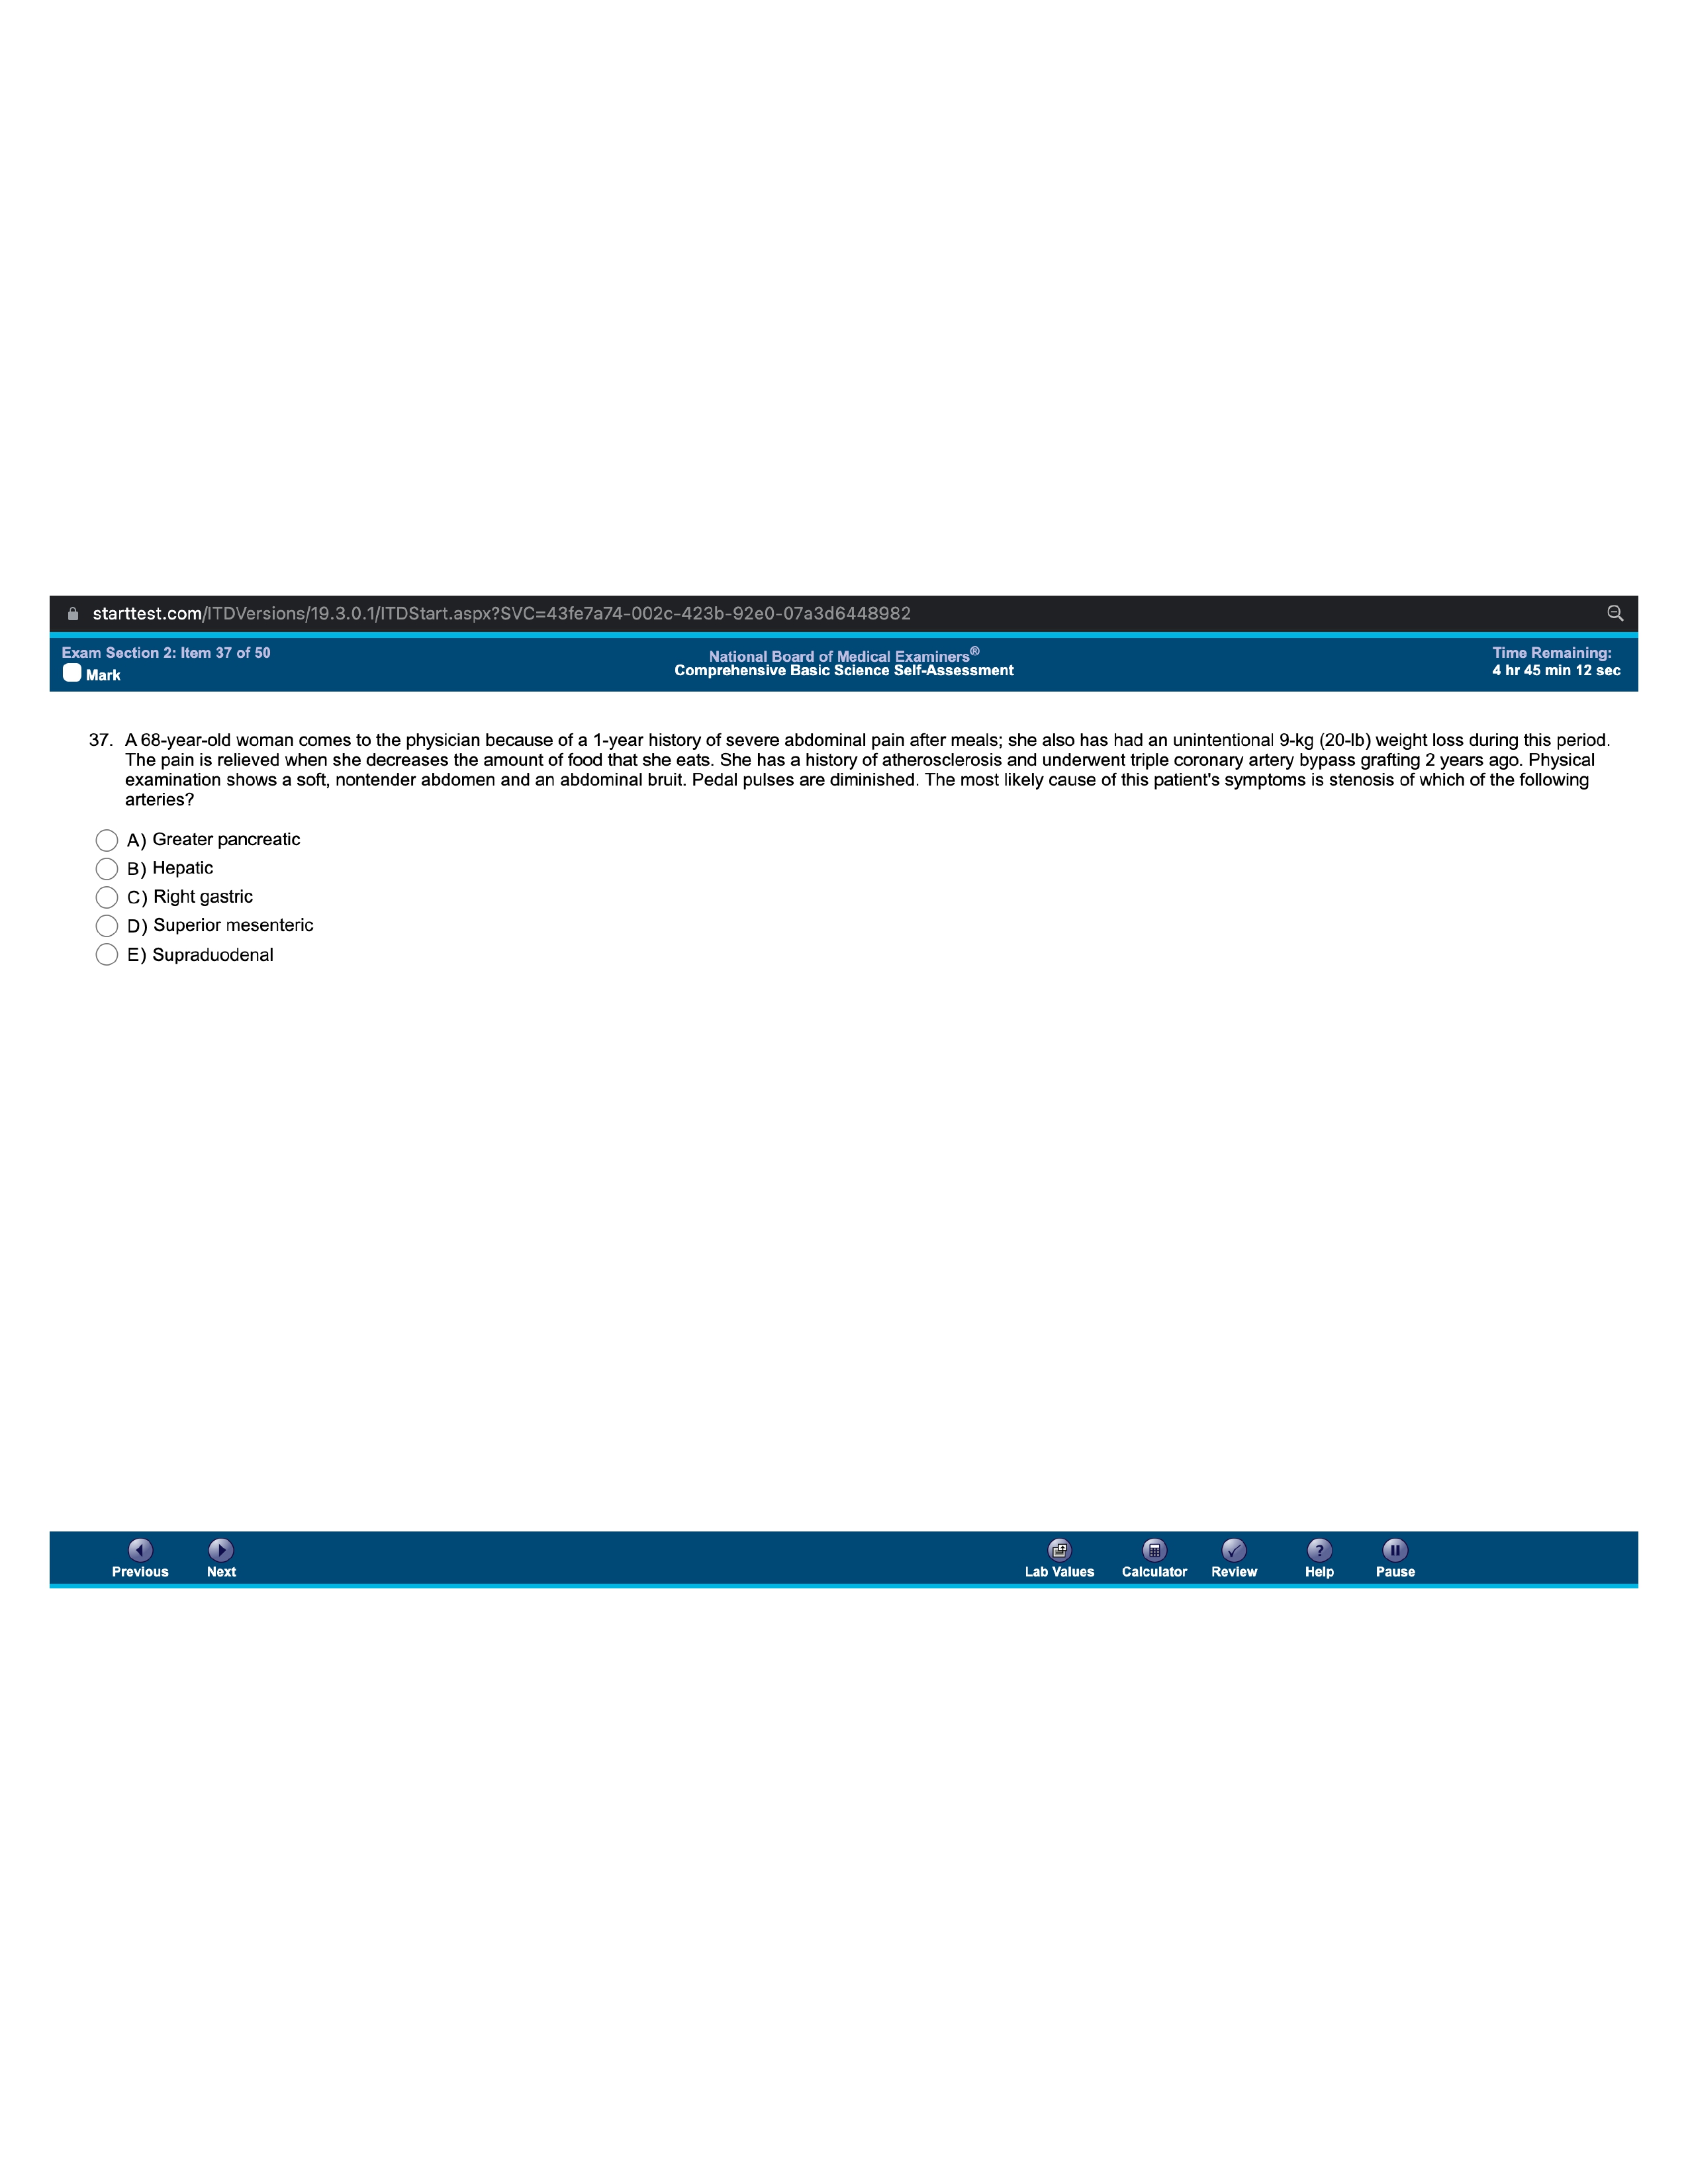 starttest.com/ITDVersions/19.3.0.1/ITDStart.aspx?SVC=43fe7a74-002c-423b-92e0-07a3d6448982
Exam Section 2: Item 37 of 50
Mark
National Board of Medical Examiners®
Comprehensive Basic Science Self-Assessment
Time Remaining:
4 hr 45 min 12 sec
37. A 68-year-old woman comes to the physician because of a 1-year history of severe abdominal pain after meals; she also has had an unintentional 9-kg (20-lb) weight loss during this period.
The pain is relieved when she decreases the amount of food that she eats. She has a history of atherosclerosis and underwent triple coronary artery bypass grafting 2 years ago. Physical
examination shows a soft, nontender abdomen and an abdominal bruit. Pedal pulses are diminished. The most likely cause of this patient's symptoms is stenosis of which of the following
arteries?
A) Greater pancreatic
B) Hepatic
C) Right gastric
D) Superior mesenteric
E) Supraduodenal
Previous
Next
Lab Values
Calculator
Review
Help
Pause